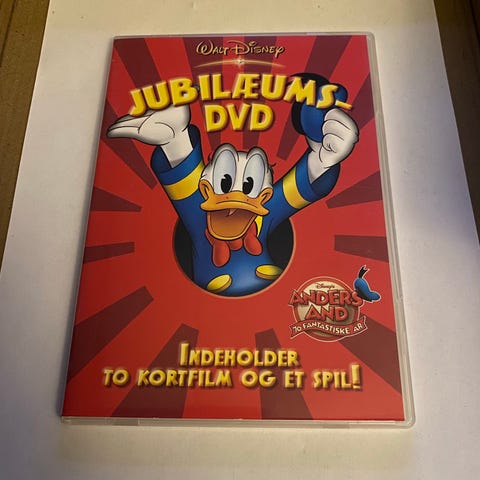 WALT DISNEY
JUBILÆUMS-
DVD
DISNEY'S
ANDERS
AND
70 FANTASTISKE ÅR
INDEHOLDER
TO KORTFILM OG ET SPIL!